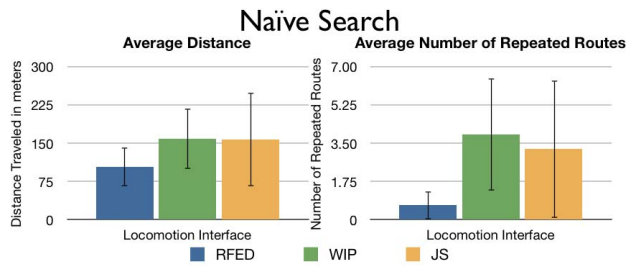 Naïve Search
Average Distance
300
225
150
75
0
Distance Traveled in meters
Locomotion Interface
Average Number of Repeated Routes
7.00
5.25
3.50
1.75
0
Number of Repeated Routes
Locomotion Interface
RFED WIP JS